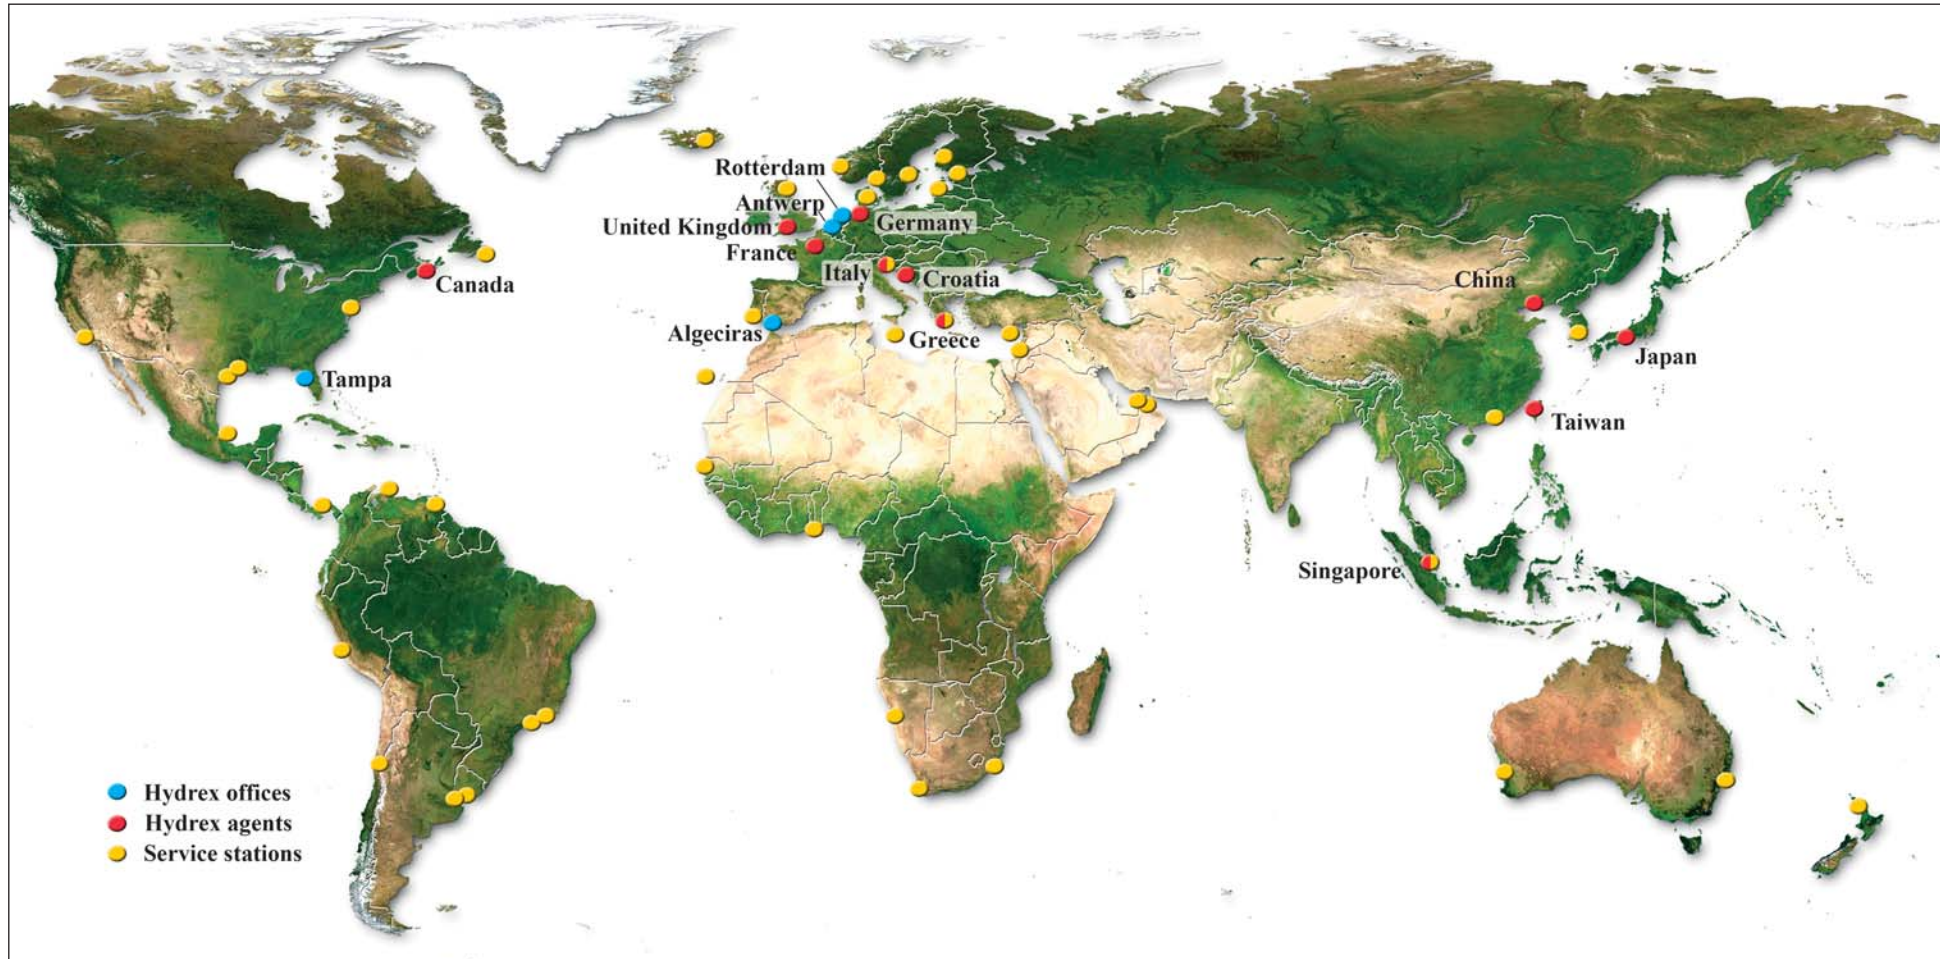 Rotterdam
Antwerp
United Kingdom
Germany
France
Italy
Croatia
China
Canada
Algeciras
Greece
Japan
Tampa
Taiwan
Singapore
Hydrex offices
Hydrex agents
Service stations